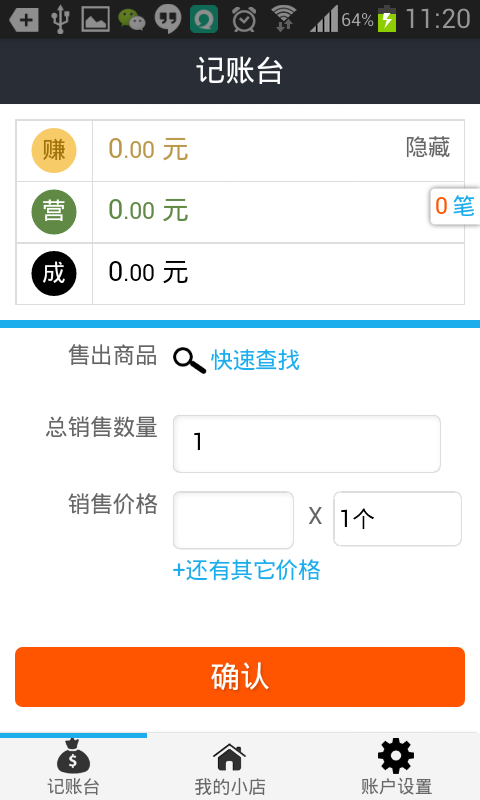 64% 11:20
记账台
赚 0.00 元 隐藏
营 0.00 元
0 笔
成 0.00 元
售出商品 快速查找
总销售数量 1
销售价格 X 1个
+还有其它价格
确认
记账台 我的小店 账户设置